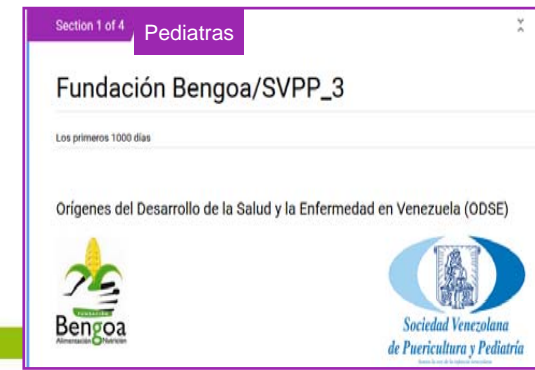 Section 1 of 4
Pediatras
Fundación Bengoa/SVPP_3
Los primeros 1000 días
Orígenes del Desarrollo de la Salud y la Enfermedad en Venezuela (ODSE)
FUNDACIÓN
Bengoa
Alimentación Nutrición
Sociedad Venezolana
de Puericultura y Pediatría